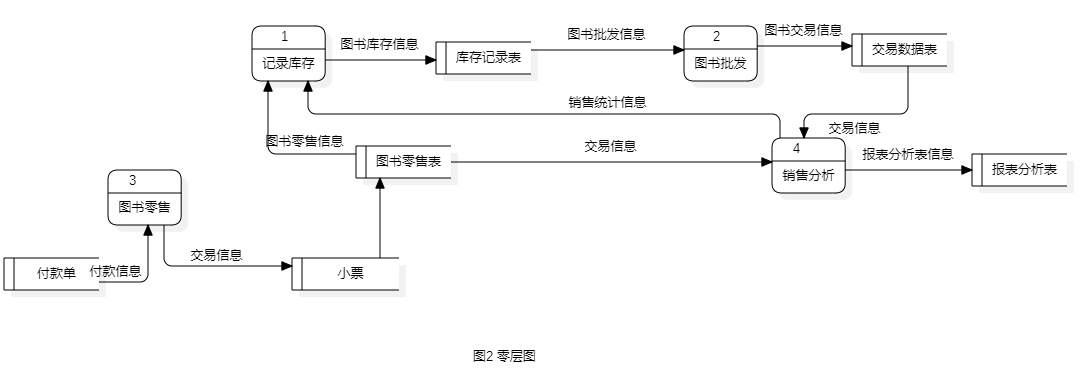 1
记录库存
图书库存信息
库存记录表
图书批发信息
2
图书批发
图书交易信息
交易数据表
销售统计信息
交易信息
图书零售信息
图书零售表
交易信息
4
销售分析
报表分析表信息
报表分析表
3
图书零售
付款单
付款信息
交易信息
小票
图2 零层图